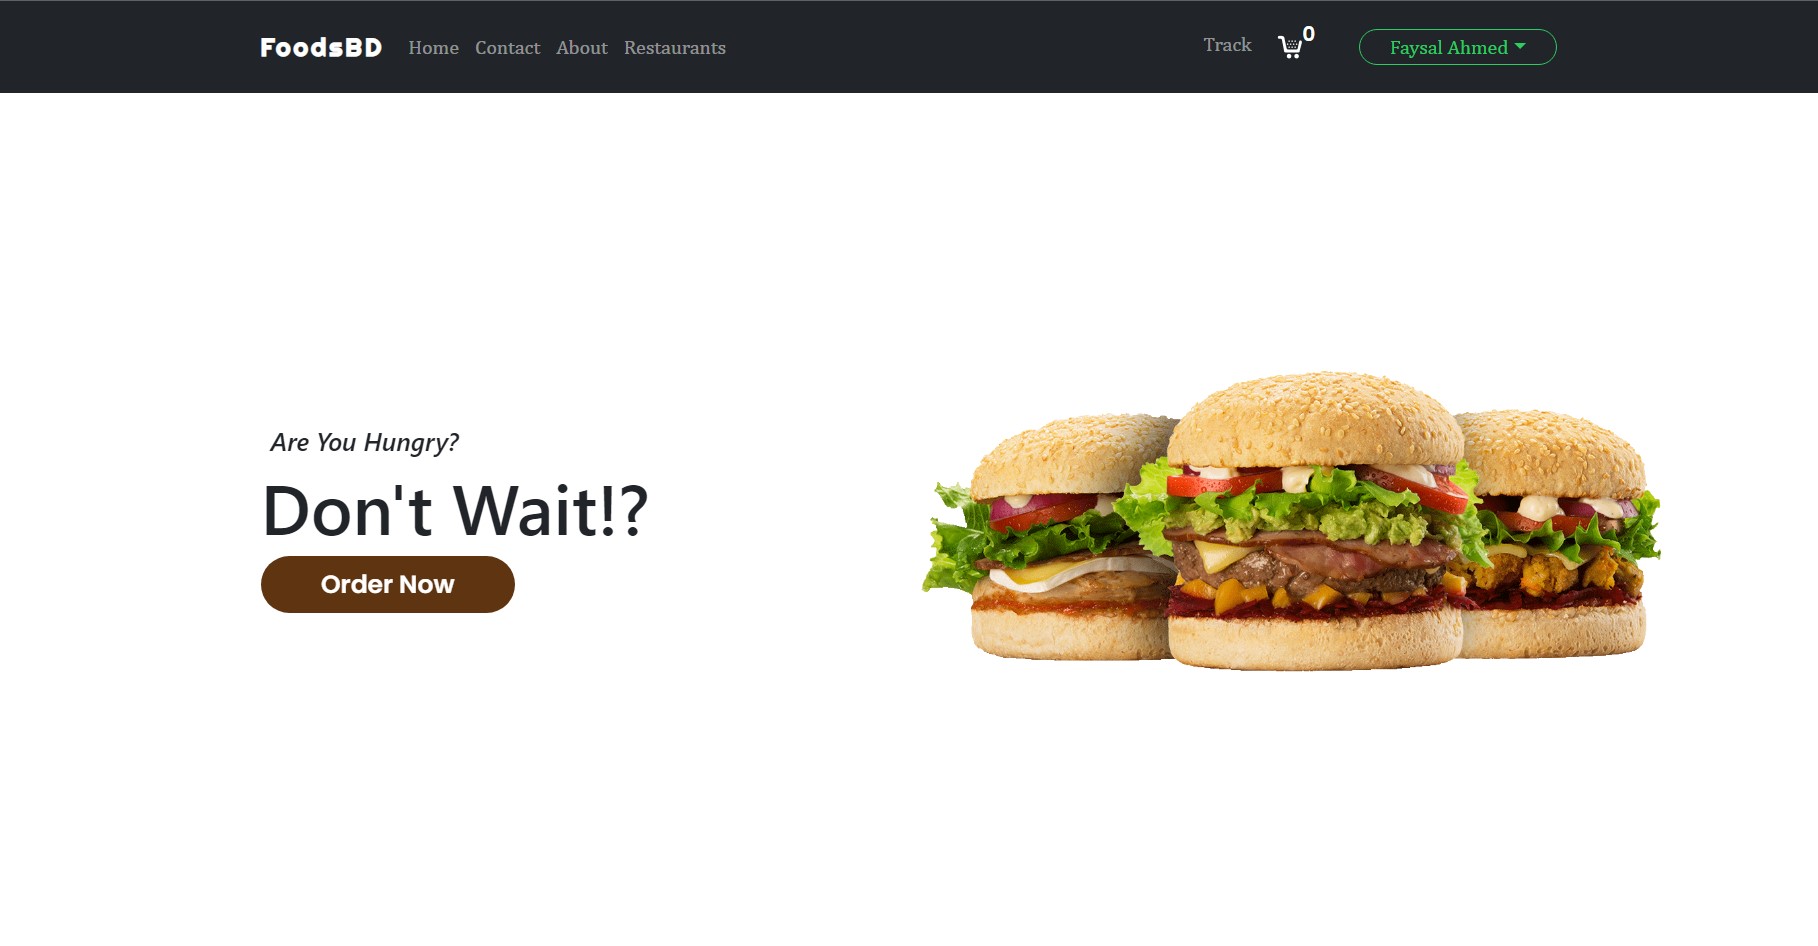 FoodsBD Home Contact About Restaurants Track 0 Faysal Ahmed
Are You Hungry?
Don't Wait!?
Order Now